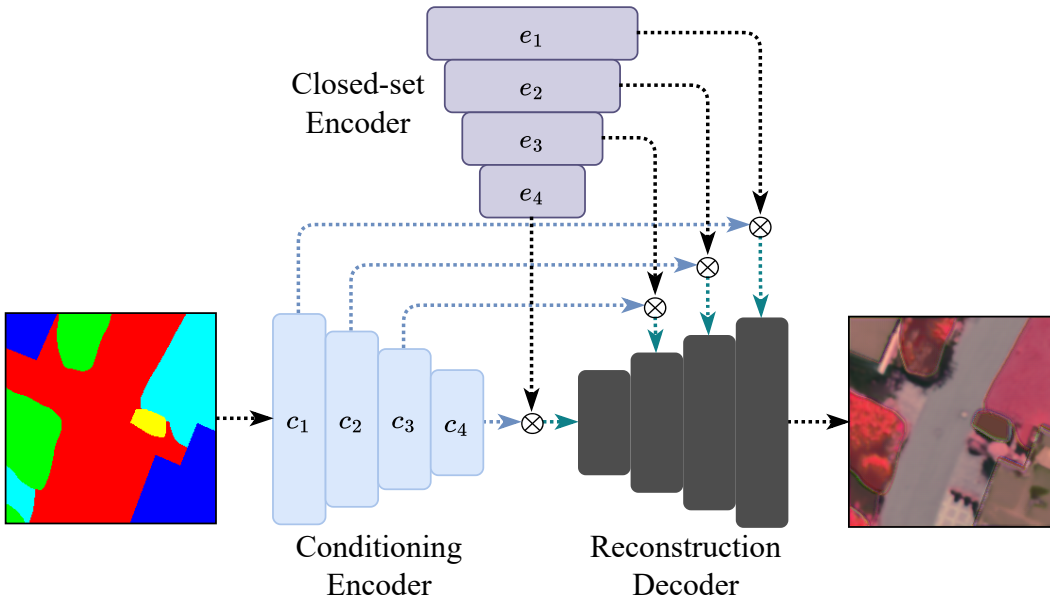 e1
Closed-set
Encoder
e2
e3
e4
c1
c2
c3
c4
Conditioning
Encoder
Reconstruction
Decoder